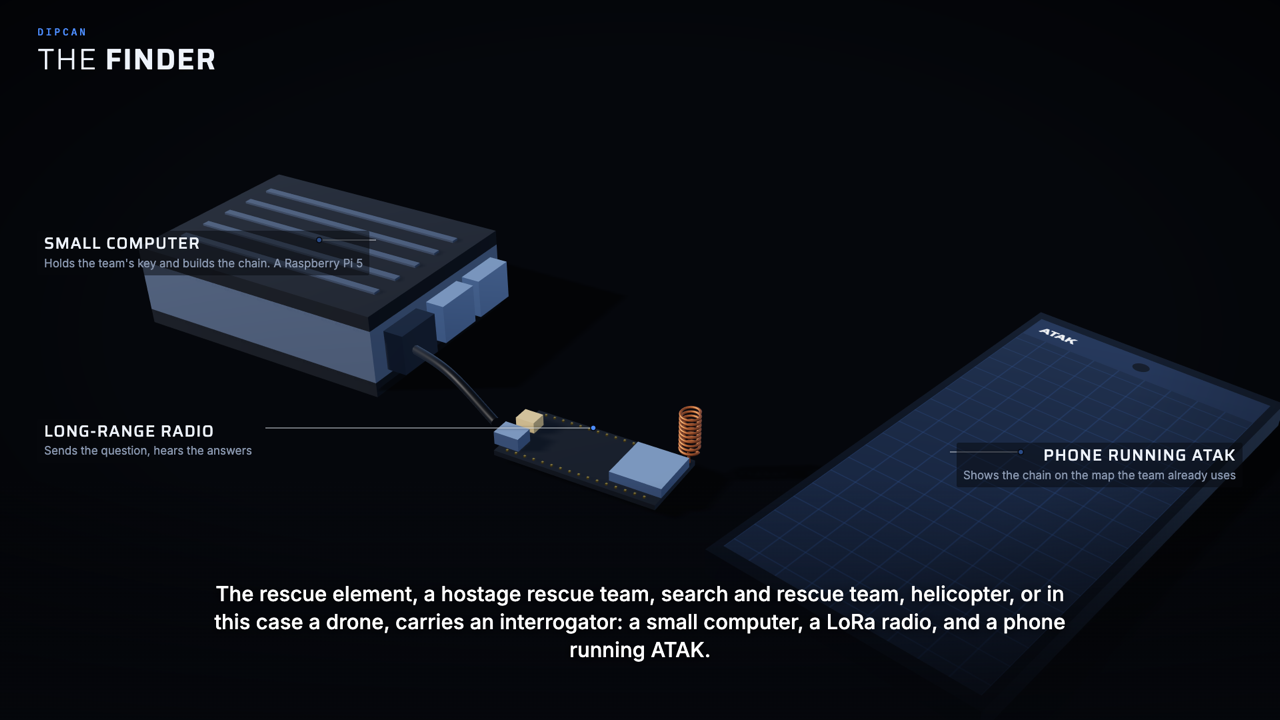 DIPCAN
THE FINDER
SMALL COMPUTER
Holds the team's key and builds the chain. A Raspberry Pi 5
ATAK
LONG-RANGE RADIO
Sends the question, hears the answers
PHONE RUNNING ATAK
Shows the chain on the map the team already uses
The rescue element, a hostage rescue team, search and rescue team, helicopter, or in
this case a drone, carries an interrogator: a small computer, a LoRa radio, and a phone
running ATAK.